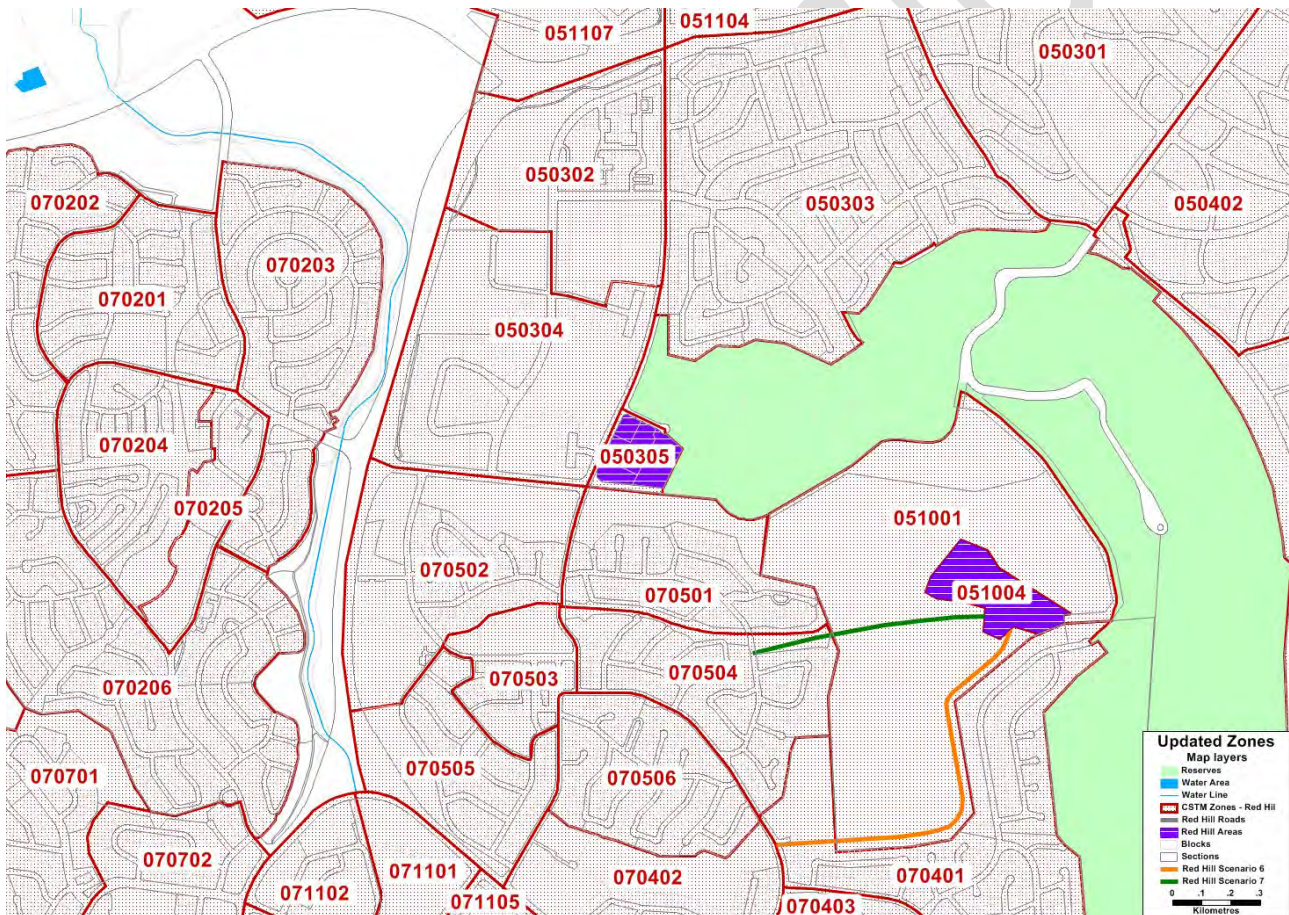 051104
051107
050301
050302
070202
050303
050402
070203
070201
050304
070204
050305
070205
051001
070502
051004
070501
070504
070503
070206
070505
070506
070701
070702
070402
070401
071101
071102
071105
070403
Updated Zones
Map layers
Reserves
Water Area
Water Line
CSTM Zones - Red Hil
Red Hill Roads
Red Hill Areas
Blocks
Sections
Red Hill Scenario 6
Red Hill Scenario 7
0 .1 .2 .3
Kilometres